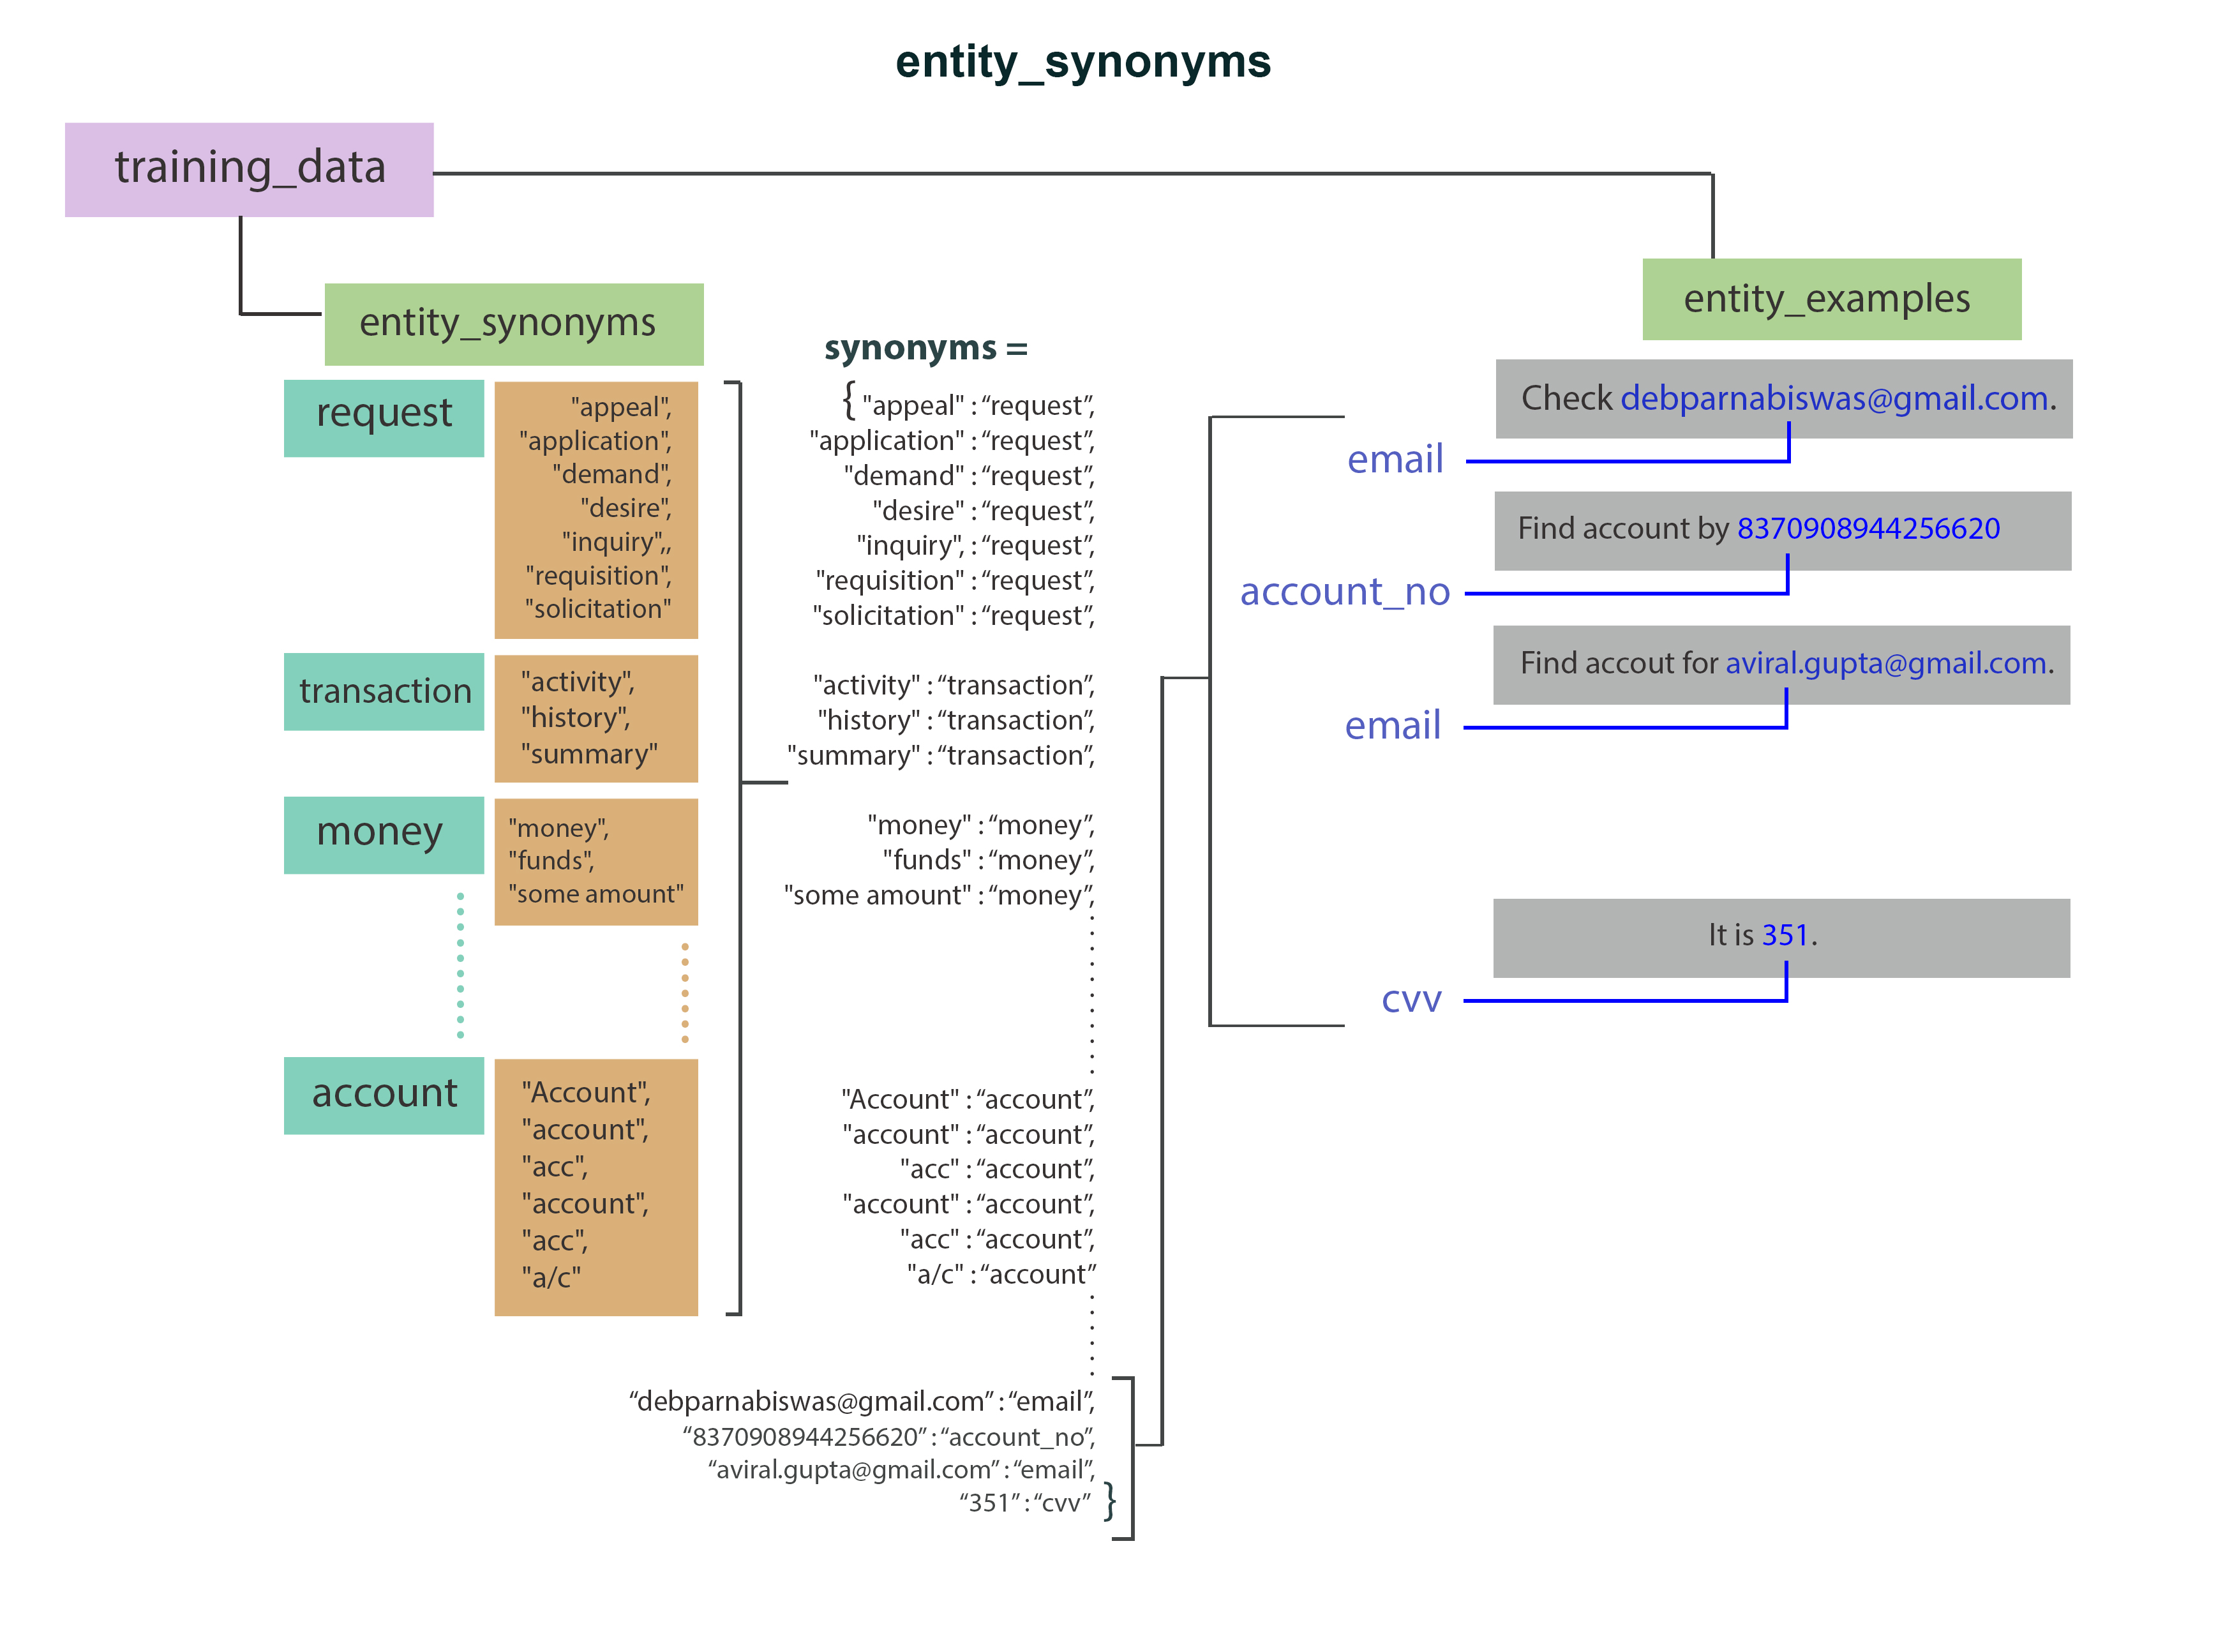 entity_synonyms
training_data
entity_synonyms
request
"appeal",
"application",
"demand",
"desire",
"inquiry",,
"requisition",
"solicitation"
transaction
"activity",
"history",
"summary"
money
"money",
"funds",
"some amount"
account
"Account",
"account",
"acc",
"account",
"acc",
"a/c"
synonyms =
{ "appeal" : “request”,
"application" : “request”,
"demand" : “request”,
"desire" : “request”,
"inquiry", : “request”,
"requisition" : “request”,
"solicitation" : “request”,
"activity" : “transaction”,
"history" : “transaction”,
"summary" : “transaction”,
"money" : “money”,
"funds" : “money”,
"some amount" : “money”,
"Account" : “account”,
"account" : “account”,
"acc" : “account”,
"account" : “account”,
"acc" : “account”,
"a/c" : “account”
“debparnabiswas@gmail.com” : “email”,
“8370908944256620” : “account_no”,
“aviral.gupta@gmail.com” : “email”,
“351” : “cvv” }
entity_examples
Check debparnabiswas@gmail.com.
email
Find account by 8370908944256620
account_no
Find accout for aviral.gupta@gmail.com.
email
It is 351.
cvv